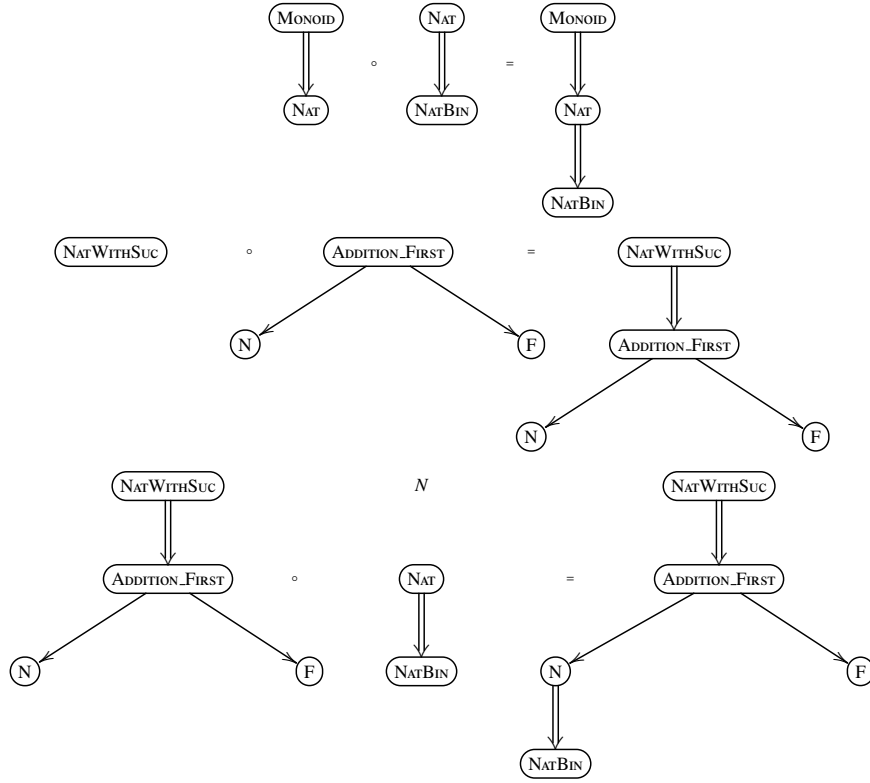 MONOID NAT MONOID
∘ =
NAT NATBIN NAT
NATBIN
NATWITHSUC ∘ ADDITION_FIRST = NATWITHSUC
N F ADDITION_FIRST
N F
NATWITHSUC N NATWITHSUC
ADDITION_FIRST ∘ NAT = ADDITION_FIRST
N F NATBIN N F
NATBIN